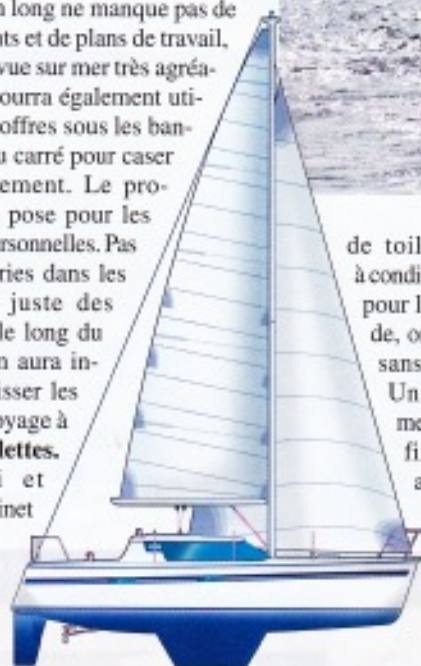 n long ne manque pas de
nts et de plans de travail,
vue sur mer très agréa-
ourra également uti-
offres sous les ban-
u carré pour caser
ement. Le pro-
pose pour les
rsonnelles. Pas
ries dans les
juste des
le long du
n aura in-
isser les
oyage à
lettes.
i et
inet
de toil
à condi
pour l
de, o
sans
Un
me
fi
a